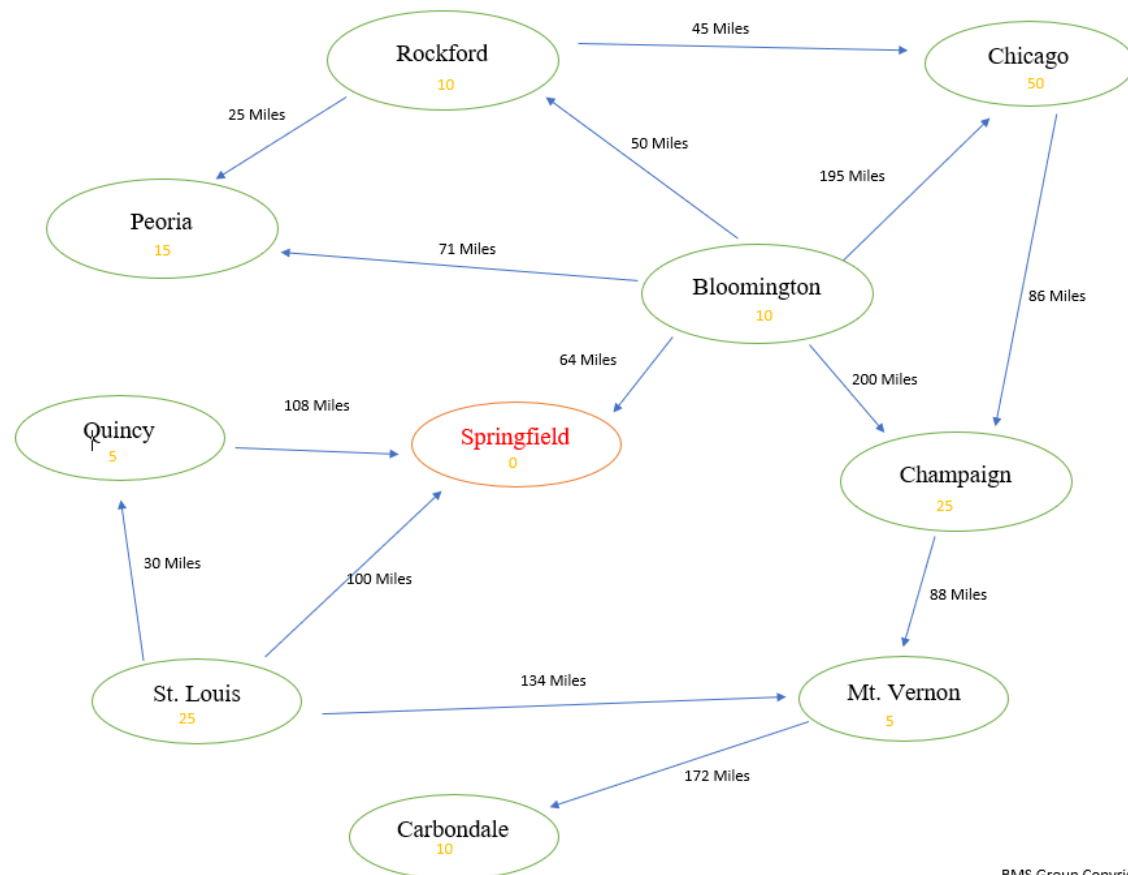 45 Miles
Rockford
10
Chicago
50
25 Miles
50 Miles
195 Miles
Peoria
15
71 Miles
Bloomington
10
86 Miles
64 Miles
200 Miles
108 Miles
Quincy
5
Springfield
0
Champaign
25
30 Miles
100 Miles
88 Miles
134 Miles
St. Louis
25
Mt. Vernon
5
172 Miles
Carbondale
10
BMS Group